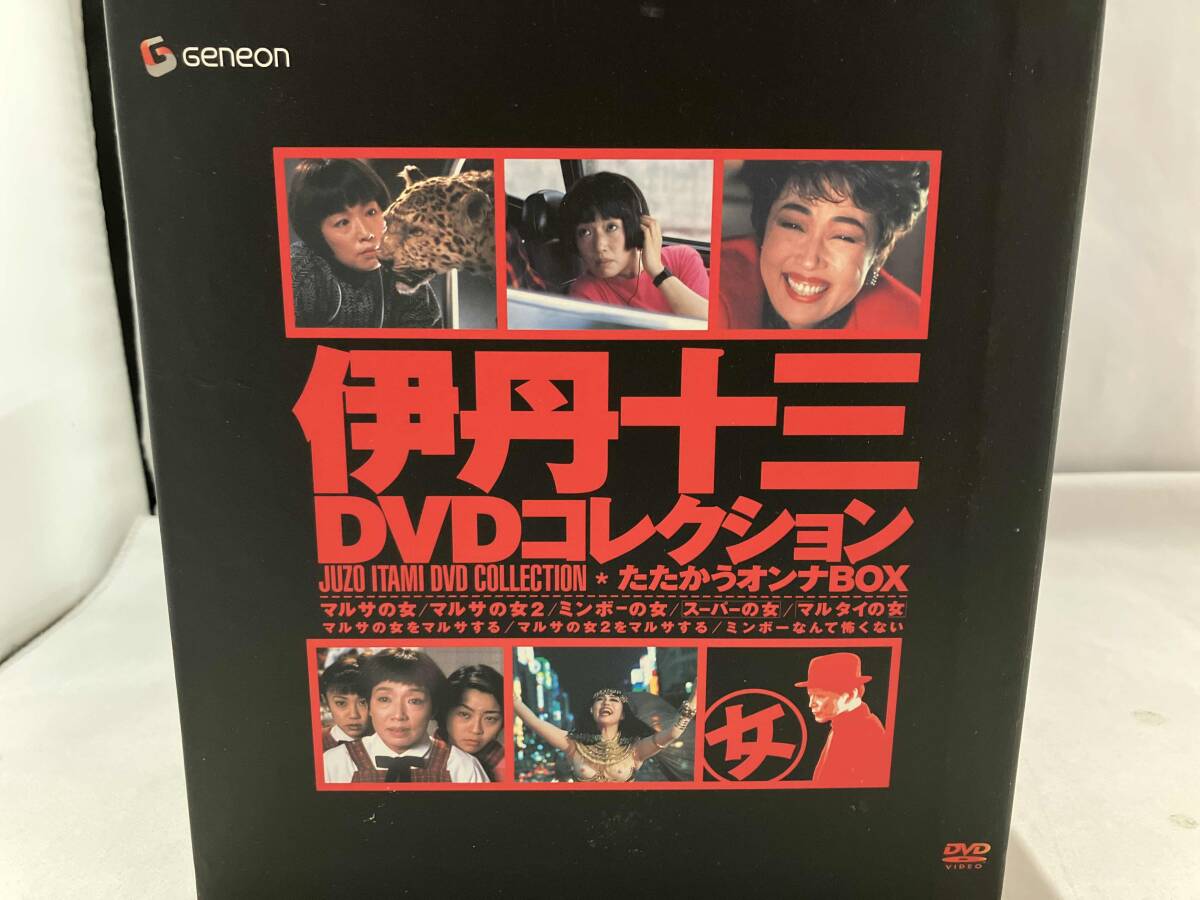 Geneon
伊丹十三
DVDコレクション
JUZO ITAMI DVD COLLECTION * たたかうオンナBOX
マルサの女/マルサの女2/ミンボーの女/スーパーの女/マルタイの女
マルサの女をマルサする/マルサの女2をマルサする/ミンボーなんて怖くない
女
DVD
VIDEO